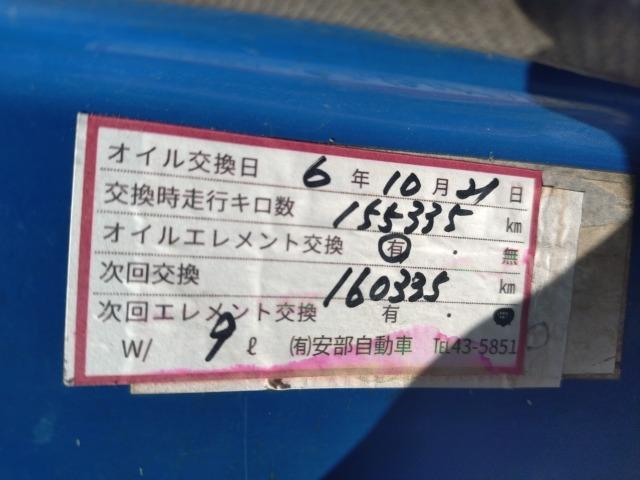 オイル交換日 6 年 10 月 21 日
交換時走行キロ数 155335 km
オイルエレメント交換 有 ・ 無
次回交換 160335 km
次回エレメント交換 有 ・
W/ 9 ℓ (有)安部自動車 TEL43-5851